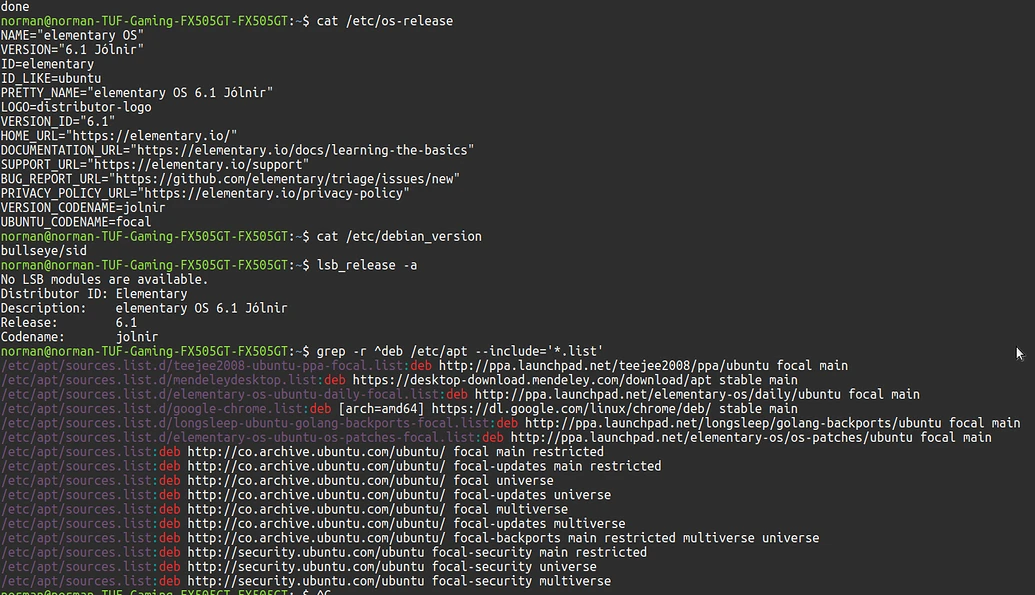 done
norman@norman-TUF-Gaming-FX505GT-FX505GT:~$ cat /etc/os-release
NAME="elementary OS"
VERSION="6.1 Jólnir"
ID=elementary
ID_LIKE=ubuntu
PRETTY_NAME="elementary OS 6.1 Jólnir"
LOGO=distributor-logo
VERSION_ID="6.1"
HOME_URL="https://elementary.io/"
DOCUMENTATION_URL="https://elementary.io/docs/learning-the-basics"
SUPPORT_URL="https://elementary.io/support"
BUG_REPORT_URL="https://github.com/elementary/triage/issues/new"
PRIVACY_POLICY_URL="https://elementary.io/privacy-policy"
VERSION_CODENAME=jolnir
UBUNTU_CODENAME=focal
norman@norman-TUF-Gaming-FX505GT-FX505GT:~$ cat /etc/debian_version
bullseye/sid
norman@norman-TUF-Gaming-FX505GT-FX505GT:~$ lsb_release -a
No LSB modules are available.
Distributor ID: Elementary
Description:    elementary OS 6.1 Jólnir
Release:        6.1
Codename:       jolnir
norman@norman-TUF-Gaming-FX505GT-FX505GT:~$ grep -r ^deb /etc/apt --include='*.list'
/etc/apt/sources.list.d/teejee2008-ubuntu-ppa-focal.list:deb http://ppa.launchpad.net/teejee2008/ppa/ubuntu focal main
/etc/apt/sources.list.d/mendeleydesktop.list:deb https://desktop-download.mendeley.com/download/apt stable main
/etc/apt/sources.list.d/elementary-os-ubuntu-daily-focal.list:deb http://ppa.launchpad.net/elementary-os/daily/ubuntu focal main
/etc/apt/sources.list.d/google-chrome.list:deb [arch=amd64] https://dl.google.com/linux/chrome/deb/ stable main
/etc/apt/sources.list.d/longsleep-ubuntu-golang-backports-focal.list:deb http://ppa.launchpad.net/longsleep/golang-backports/ubuntu focal main
/etc/apt/sources.list.d/elementary-os-ubuntu-os-patches-focal.list:deb http://ppa.launchpad.net/elementary-os/os-patches/ubuntu focal main
/etc/apt/sources.list:deb http://co.archive.ubuntu.com/ubuntu/ focal main restricted
/etc/apt/sources.list:deb http://co.archive.ubuntu.com/ubuntu/ focal-updates main restricted
/etc/apt/sources.list:deb http://co.archive.ubuntu.com/ubuntu/ focal universe
/etc/apt/sources.list:deb http://co.archive.ubuntu.com/ubuntu/ focal-updates universe
/etc/apt/sources.list:deb http://co.archive.ubuntu.com/ubuntu/ focal multiverse
/etc/apt/sources.list:deb http://co.archive.ubuntu.com/ubuntu/ focal-updates multiverse
/etc/apt/sources.list:deb http://co.archive.ubuntu.com/ubuntu/ focal-backports main restricted multiverse universe
/etc/apt/sources.list:deb http://security.ubuntu.com/ubuntu focal-security main restricted
/etc/apt/sources.list:deb http://security.ubuntu.com/ubuntu focal-security universe
/etc/apt/sources.list:deb http://security.ubuntu.com/ubuntu focal-security multiverse
norman@norman-TUF-Gaming-FX505GT-FX505GT:~$ ^C